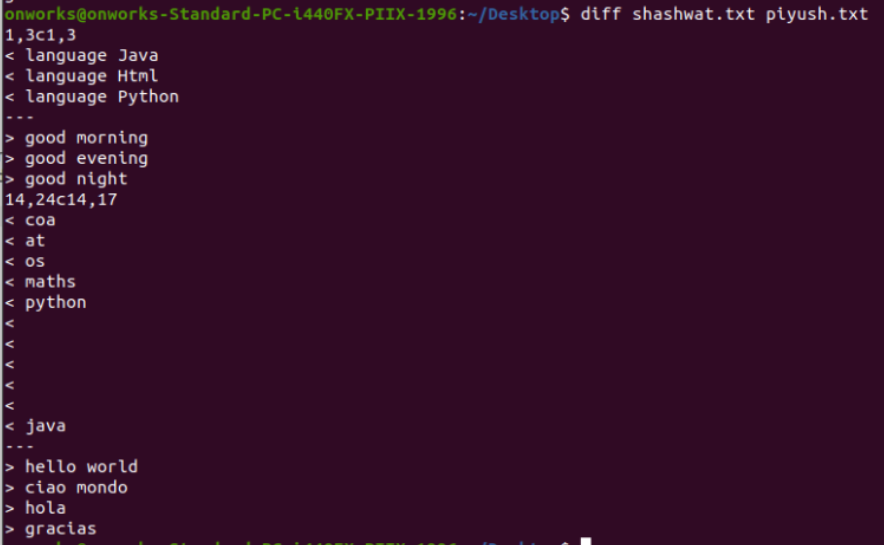 onworks@onworks-Standard-PC-i440FX-PIIX-1996:~/Desktop$ diff shashwat.txt piyush.txt
1,3c1,3
< language Java
< language Html
< language Python
---
> good morning
> good evening
> good night
14,24c14,17
< coa
< at
< os
< maths
< python
<
<
<
<
<
< java
---
> hello world
> ciao mondo
> hola
> gracias